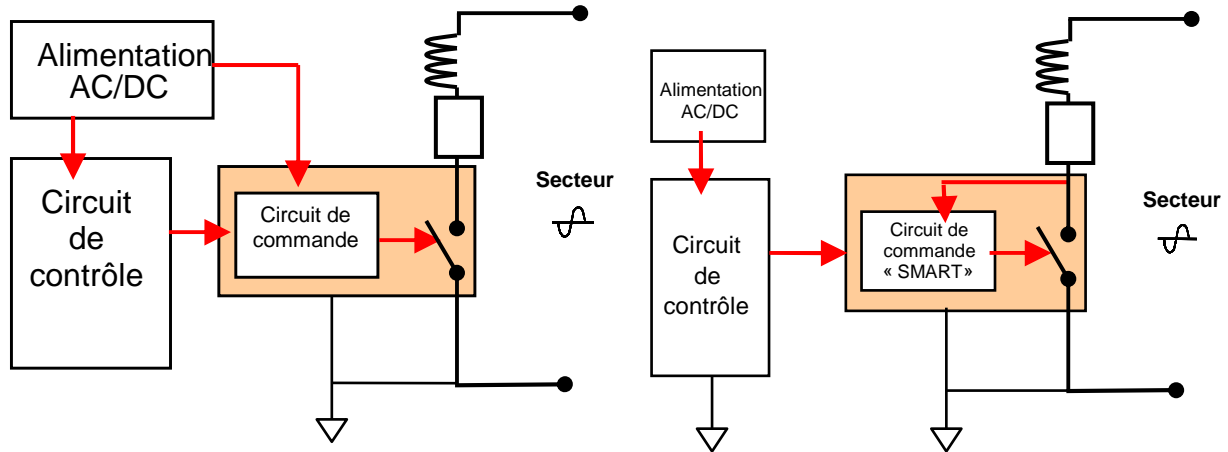 Alimentation
AC/DC
Circuit
de
contrôle
Circuit de
commande
Secteur
Alimentation
AC/DC
Circuit
de
contrôle
Circuit de
commande
« SMART»
Secteur